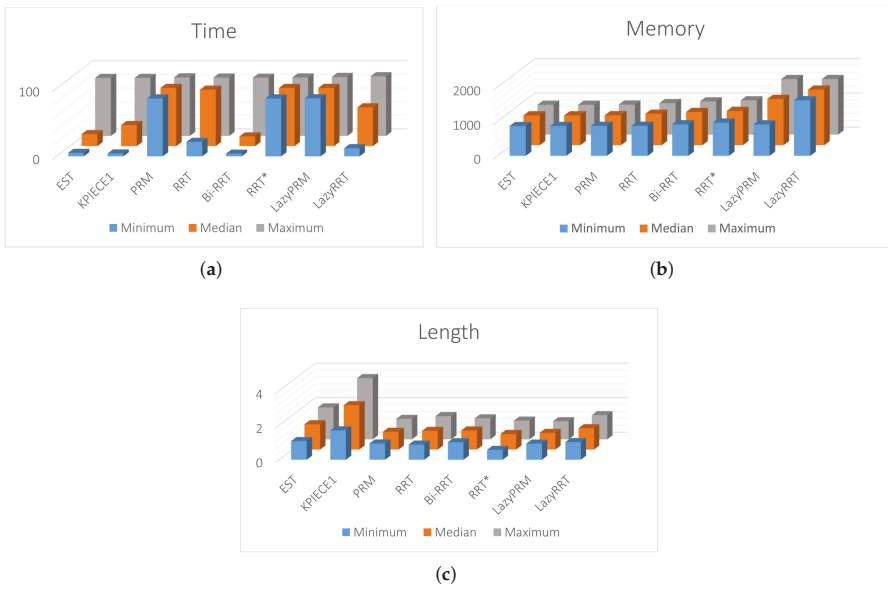 Time
100
0
EST
KPIECE1
PRM
RRT
Bi-RRT
RRT*
LazyPRM
LazyRRT
Minimum Median Maximum
(a)
Memory
2000
1000
0
EST
KPIECE1
PRM
RRT
Bi-RRT
RRT*
LazyPRM
LazyRRT
Minimum Median Maximum
(b)
Length
4
2
0
EST
KPIECE1
PRM
RRT
Bi-RRT
RRT*
LazyPRM
LazyRRT
Minimum Median Maximum
(c)